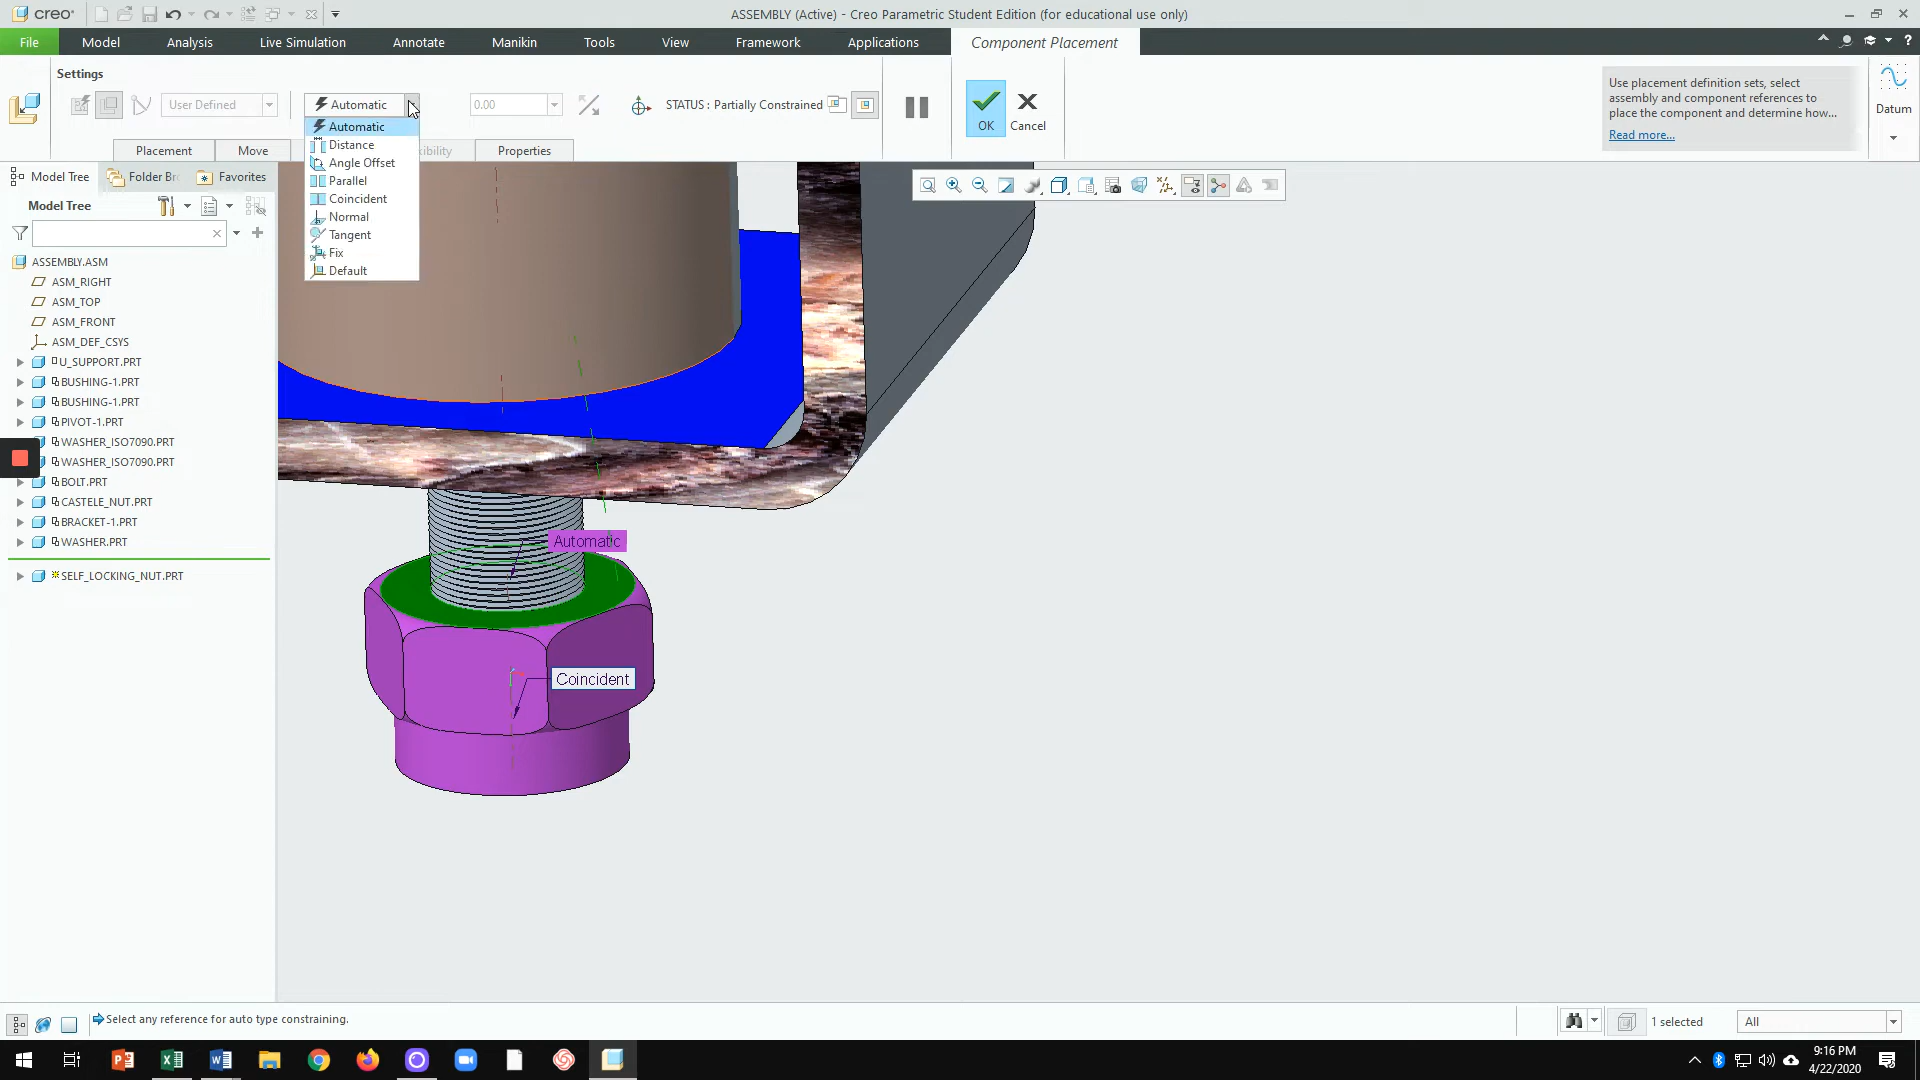 creo°
ASSEMBLY (Active) - Creo Parametric Student Edition (for educational use only)
File
Model
Analysis
Live Simulation
Annotate
Manikin
Tools
View
Framework
Applications
Component Placement
Settings
User Defined
Automatic
0.00
STATUS : Partially Constrained
OK
Cancel
Use placement definition sets, select
assembly and component references to
place the component and determine how...
Read more...
Datum
Placement
Move
xibility
Properties
Automatic
Distance
Angle Offset
Parallel
Coincident
Normal
Tangent
Fix
Default
Model Tree
Folder Br
Favorites
Model Tree
ASSEMBLY.ASM
ASM_RIGHT
ASM_TOP
ASM_FRONT
ASM_DEF_CSYS
U_SUPPORT.PRT
BUSHING-1.PRT
BUSHING-1.PRT
PIVOT-1.PRT
WASHER_ISO7090.PRT
WASHER_ISO7090.PRT
BOLT.PRT
CASTELE_NUT.PRT
BRACKET-1.PRT
WASHER.PRT
SELF_LOCKING_NUT.PRT
Automatic
Coincident
Select any reference for auto type constraining.
1 selected
All
9:16 PM
4/22/2020